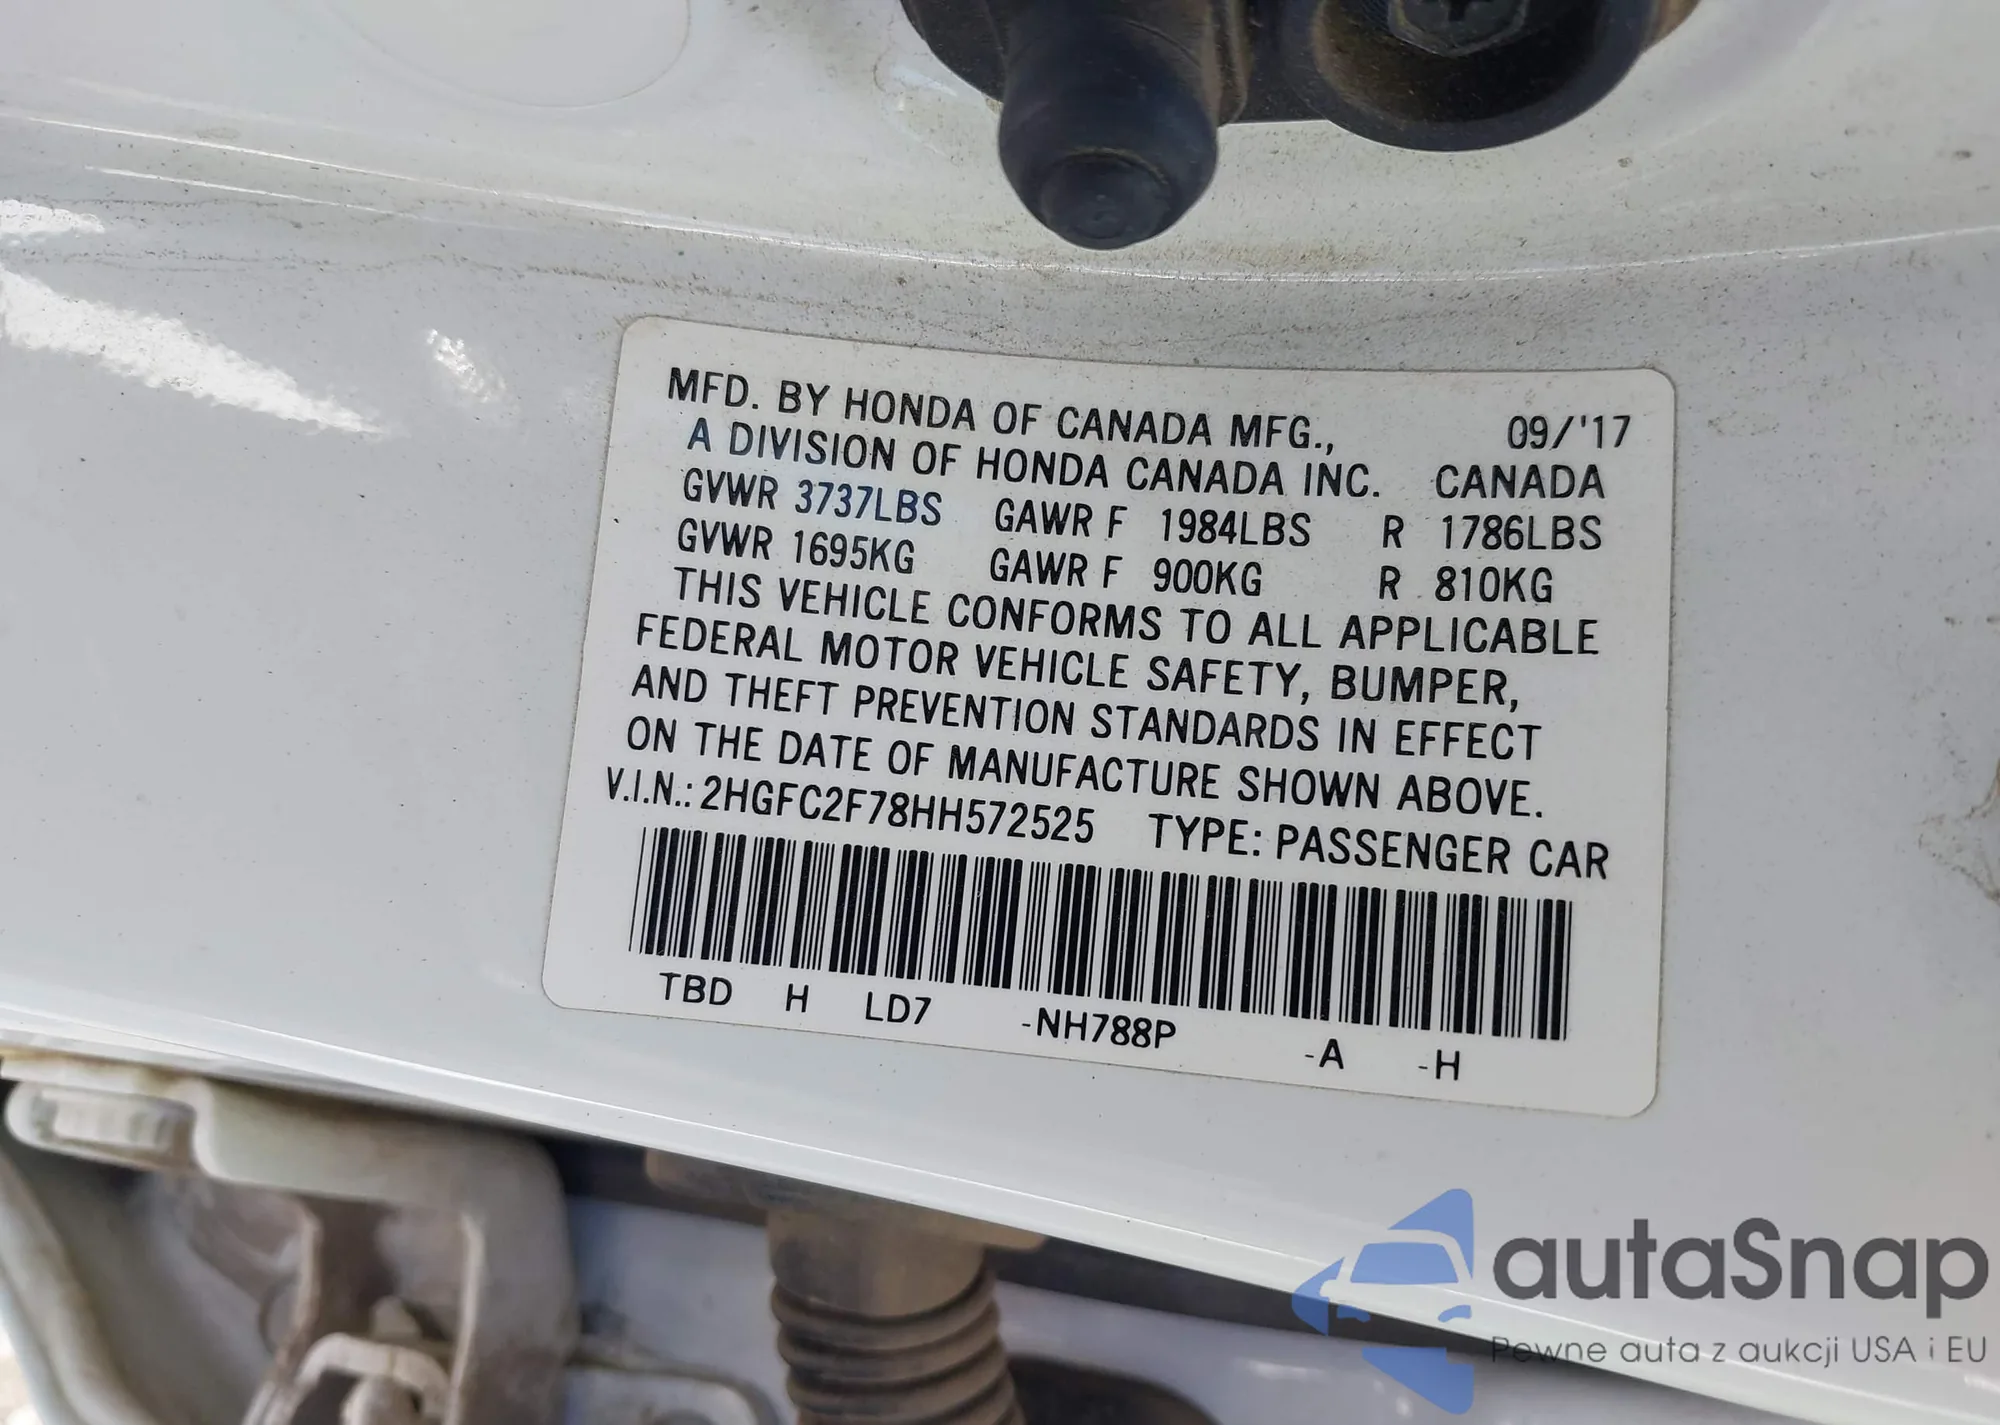 MFD. BY HONDA OF CANADA MFG., 09/'17
A DIVISION OF HONDA CANADA INC. CANADA
GVWR 3737LBS GAWR F 1984LBS R 1786LBS
GVWR 1695KG GAWR F 900KG R 810KG
THIS VEHICLE CONFORMS TO ALL APPLICABLE
FEDERAL MOTOR VEHICLE SAFETY, BUMPER,
AND THEFT PREVENTION STANDARDS IN EFFECT
ON THE DATE OF MANUFACTURE SHOWN ABOVE.
V.I.N.: 2HGFC2F78HH572525 TYPE: PASSENGER CAR
TBD H LD7 -NH788P -A -H
autaSnap
Pewne auta z aukcji USA i EU